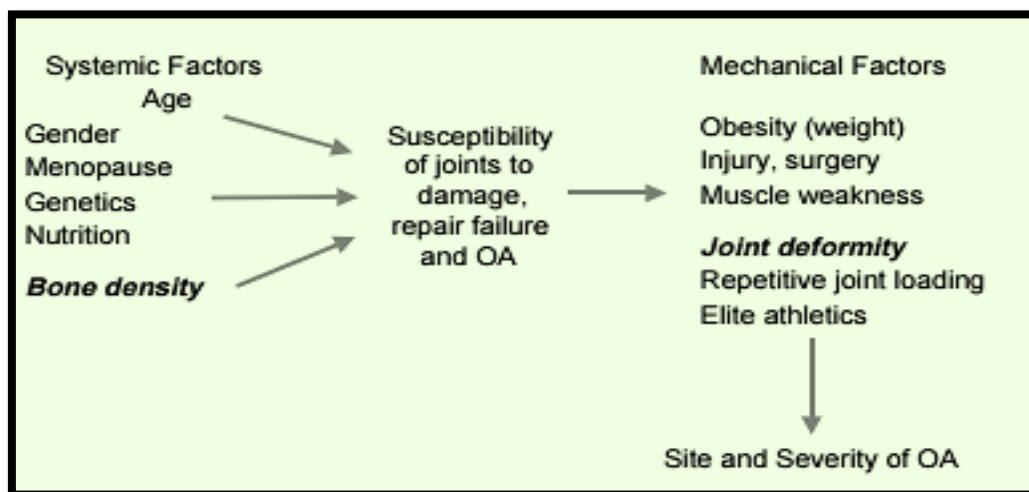 Systemic Factors
Age
Gender
Menopause
Genetics
Nutrition
Bone density
Susceptibility
of joints to
damage,
repair failure
and OA
Mechanical Factors
Obesity (weight)
Injury, surgery
Muscle weakness
Joint deformity
Repetitive joint loading
Elite athletics
Site and Severity of OA